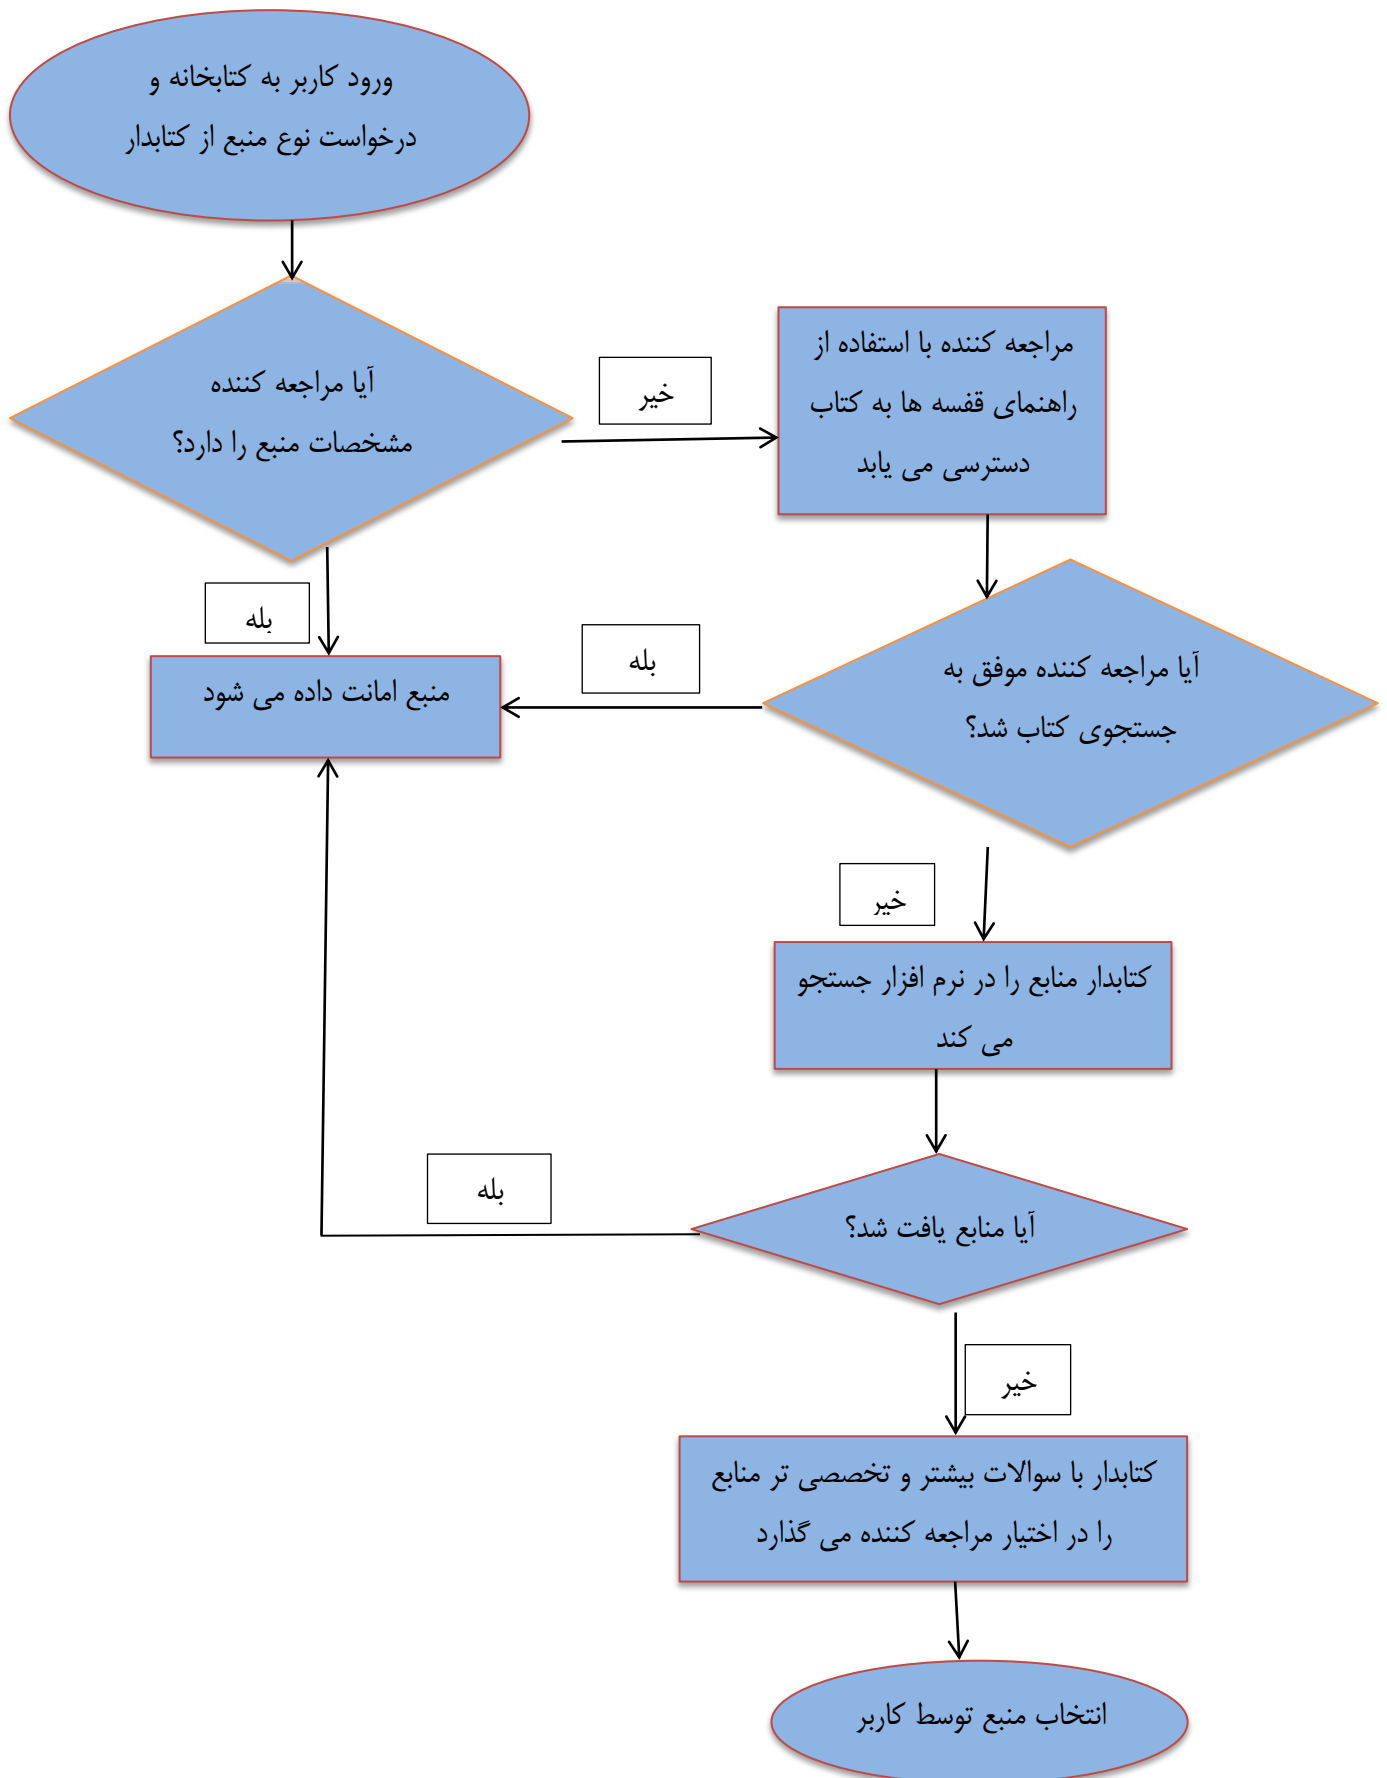 ورود کاربر به کتابخانه و
درخواست نوع منبع از کتابدار
آیا مراجعه کننده
مشخصات منبع را دارد؟
خیر
مراجعه کننده با استفاده از
راهنمای قفسه ها به کتاب
دسترسی می یابد
بله
منبع امانت داده می شود
بله
آیا مراجعه کننده موفق به
جستجوی کتاب شد؟
خیر
کتابدار منابع را در نرم افزار جستجو
می کند
بله
آیا منابع یافت شد؟
خیر
کتابدار با سوالات بیشتر و تخصصی تر منابع
را در اختیار مراجعه کننده می گذارد
انتخاب منبع توسط کاربر